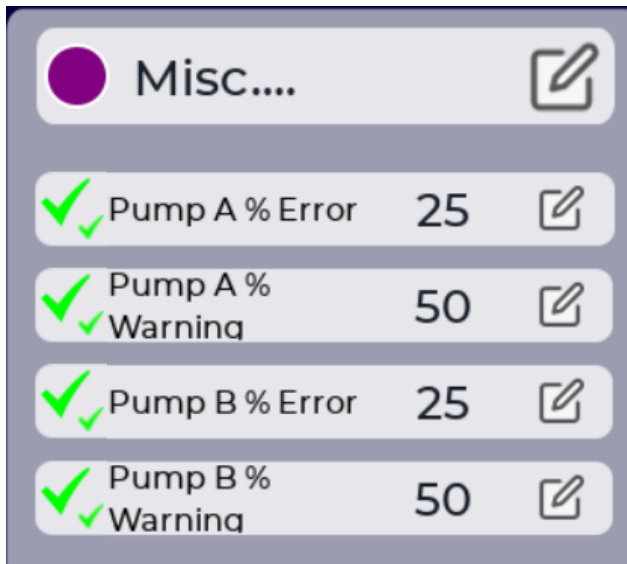 Misc....
Pump A % Error 25
Pump A %
Warning 50
Pump B % Error 25
Pump B %
Warning 50